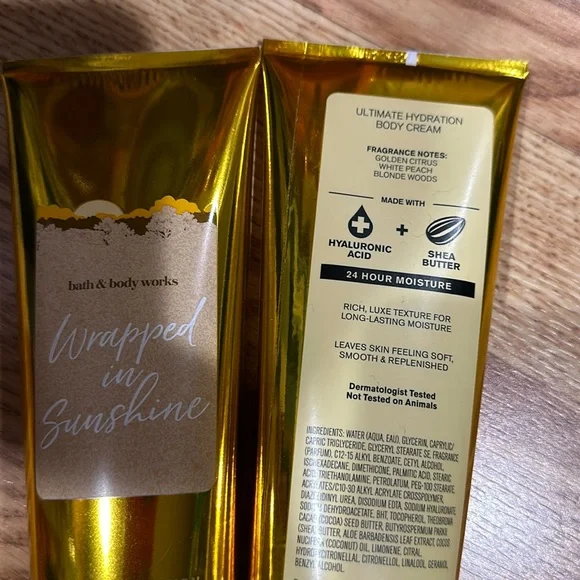 bath & body works
Wrapped
in
Sunshine
ULTIMATE HYDRATION
BODY CREAM
FRAGRANCE NOTES:
GOLDEN CITRUS
WHITE PEACH
BLONDE WOODS
MADE WITH
HYALURONIC
ACID
+
SHEA
BUTTER
24 HOUR MOISTURE
RICH, LUXE TEXTURE FOR
LONG-LASTING MOISTURE
LEAVES SKIN FEELING SOFT,
SMOOTH & REPLENISHED
Dermatologist Tested
Not Tested on Animals
INGREDIENTS: WATER (AQUA, EAU), GLYCERIN, CAPRYLIC/
CAPRIC TRIGLYCERIDE, GLYCERYL STEARATE SE, FRAGRANCE
(PARFUM), C12-15 ALKYL BENZOATE, CETYL ALCOHOL,
ISOHEXADECANE, DIMETHICONE, PALMITIC ACID, STEARIC
ACID, TRIETHANOLAMINE, PETROLATUM, PEG-100 STEARATE,
ACRYLATES/C10-30 ALKYL ACRYLATE CROSSPOLYMER,
DIAZOLIDINYL UREA, DISODIUM EDTA, SODIUM HYALURONATE,
SODIUM DEHYDROACETATE, BHT, TOCOPHEROL, THEOBROMA
CACAO (COCOA) SEED BUTTER, BUTYROSPERMUM PARKII
(SHEA) BUTTER, ALOE BARBADENSIS LEAF EXTRACT, COCOS
NUCIFERA (COCONUT) OIL, LIMONENE, CITRAL,
HYDROXYCITRONELLAL, CITRONELLOL, LINALOOL, GERANIOL,
BENZYL ALCOHOL